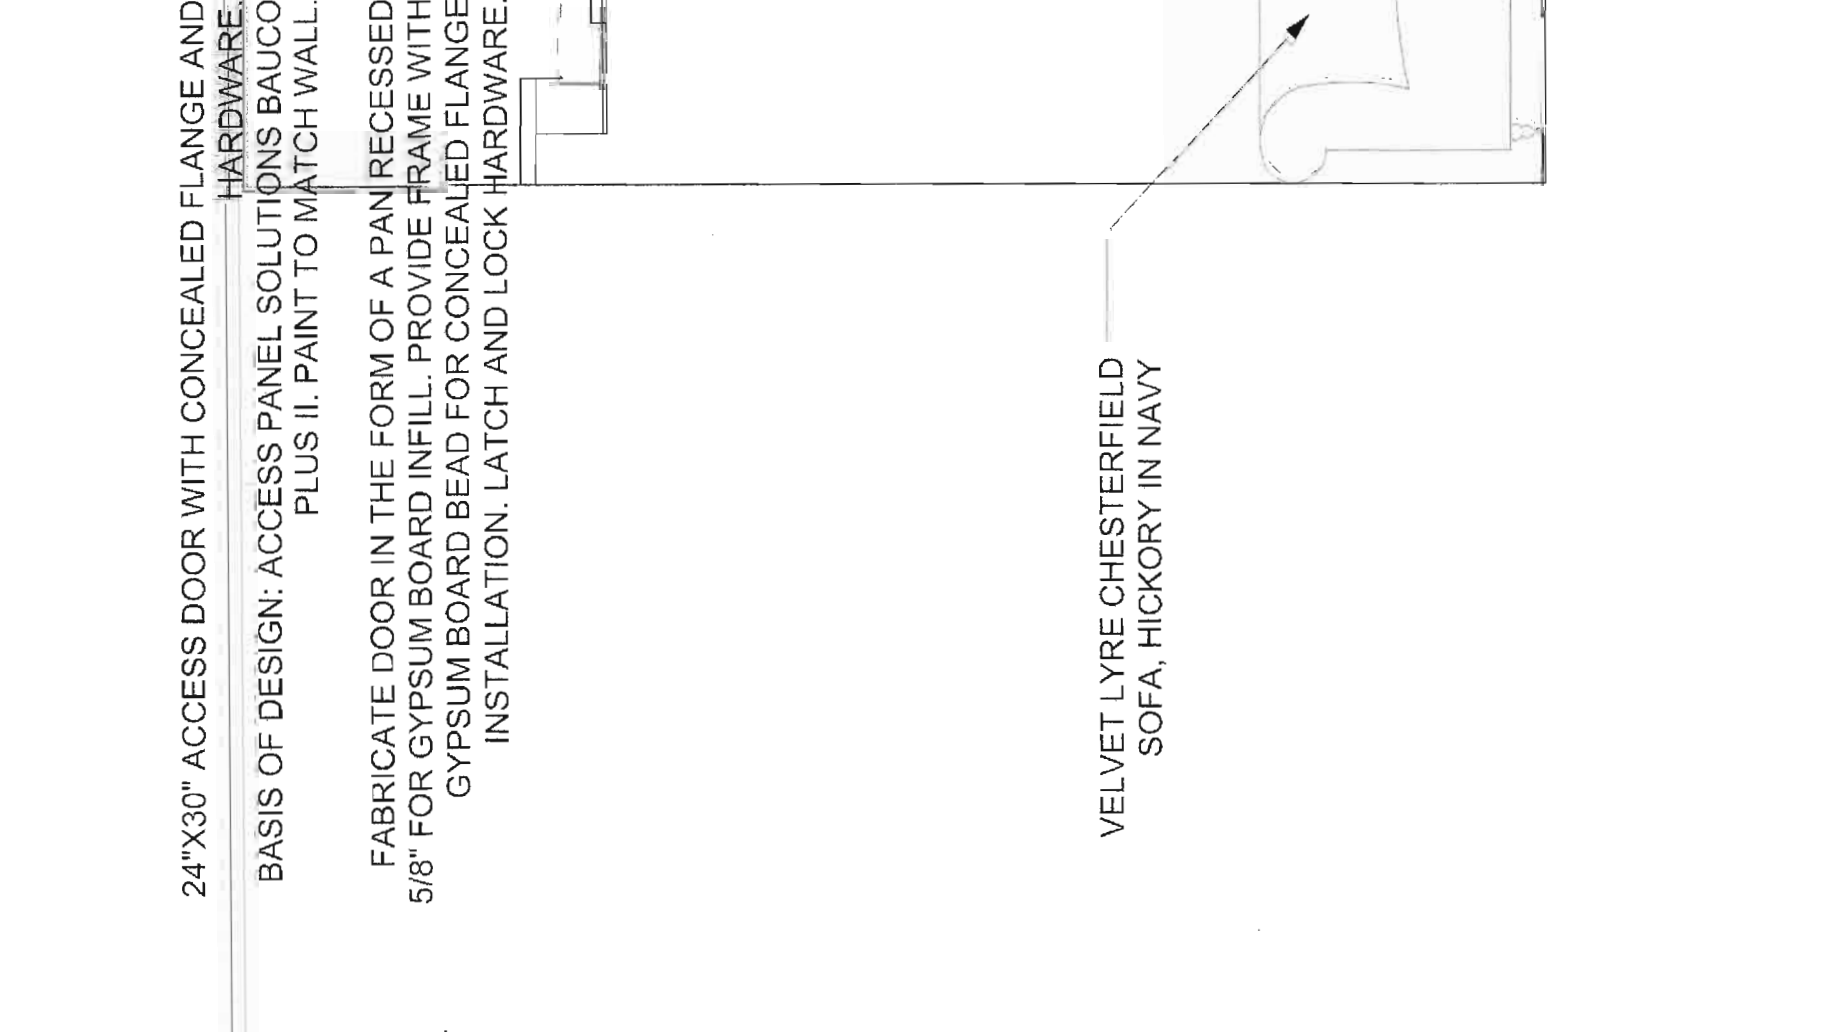 24"X30" ACCESS DOOR WITH CONCEALED FLANGE AND
HARDWARE.
BASIS OF DESIGN: ACCESS PANEL SOLUTIONS BAUCO
PLUS II. PAINT TO MATCH WALL.
FABRICATE DOOR IN THE FORM OF A PAN RECESSED
5/8" FOR GYPSUM BOARD INFILL. PROVIDE FRAME WITH
GYPSUM BOARD BEAD FOR CONCEALED FLANGE
INSTALLATION. LATCH AND LOCK HARDWARE.
VELVET LYRE CHESTERFIELD
SOFA, HICKORY IN NAVY